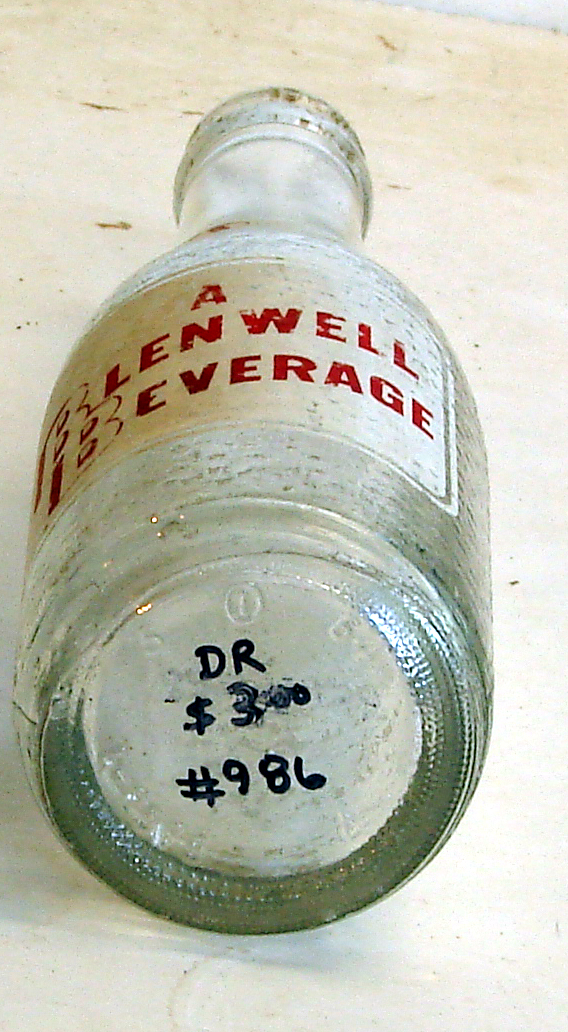 A
LENWELL
BEVERAGE
DR
$3.00
#986